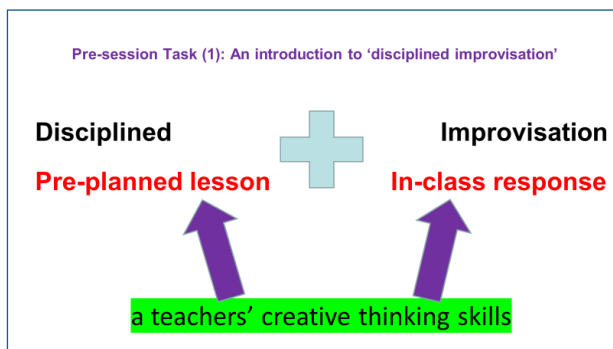 Pre-session Task (1): An introduction to ‘disciplined improvisation’
Disciplined Improvisation
Pre-planned lesson In-class response
a teachers’ creative thinking skills